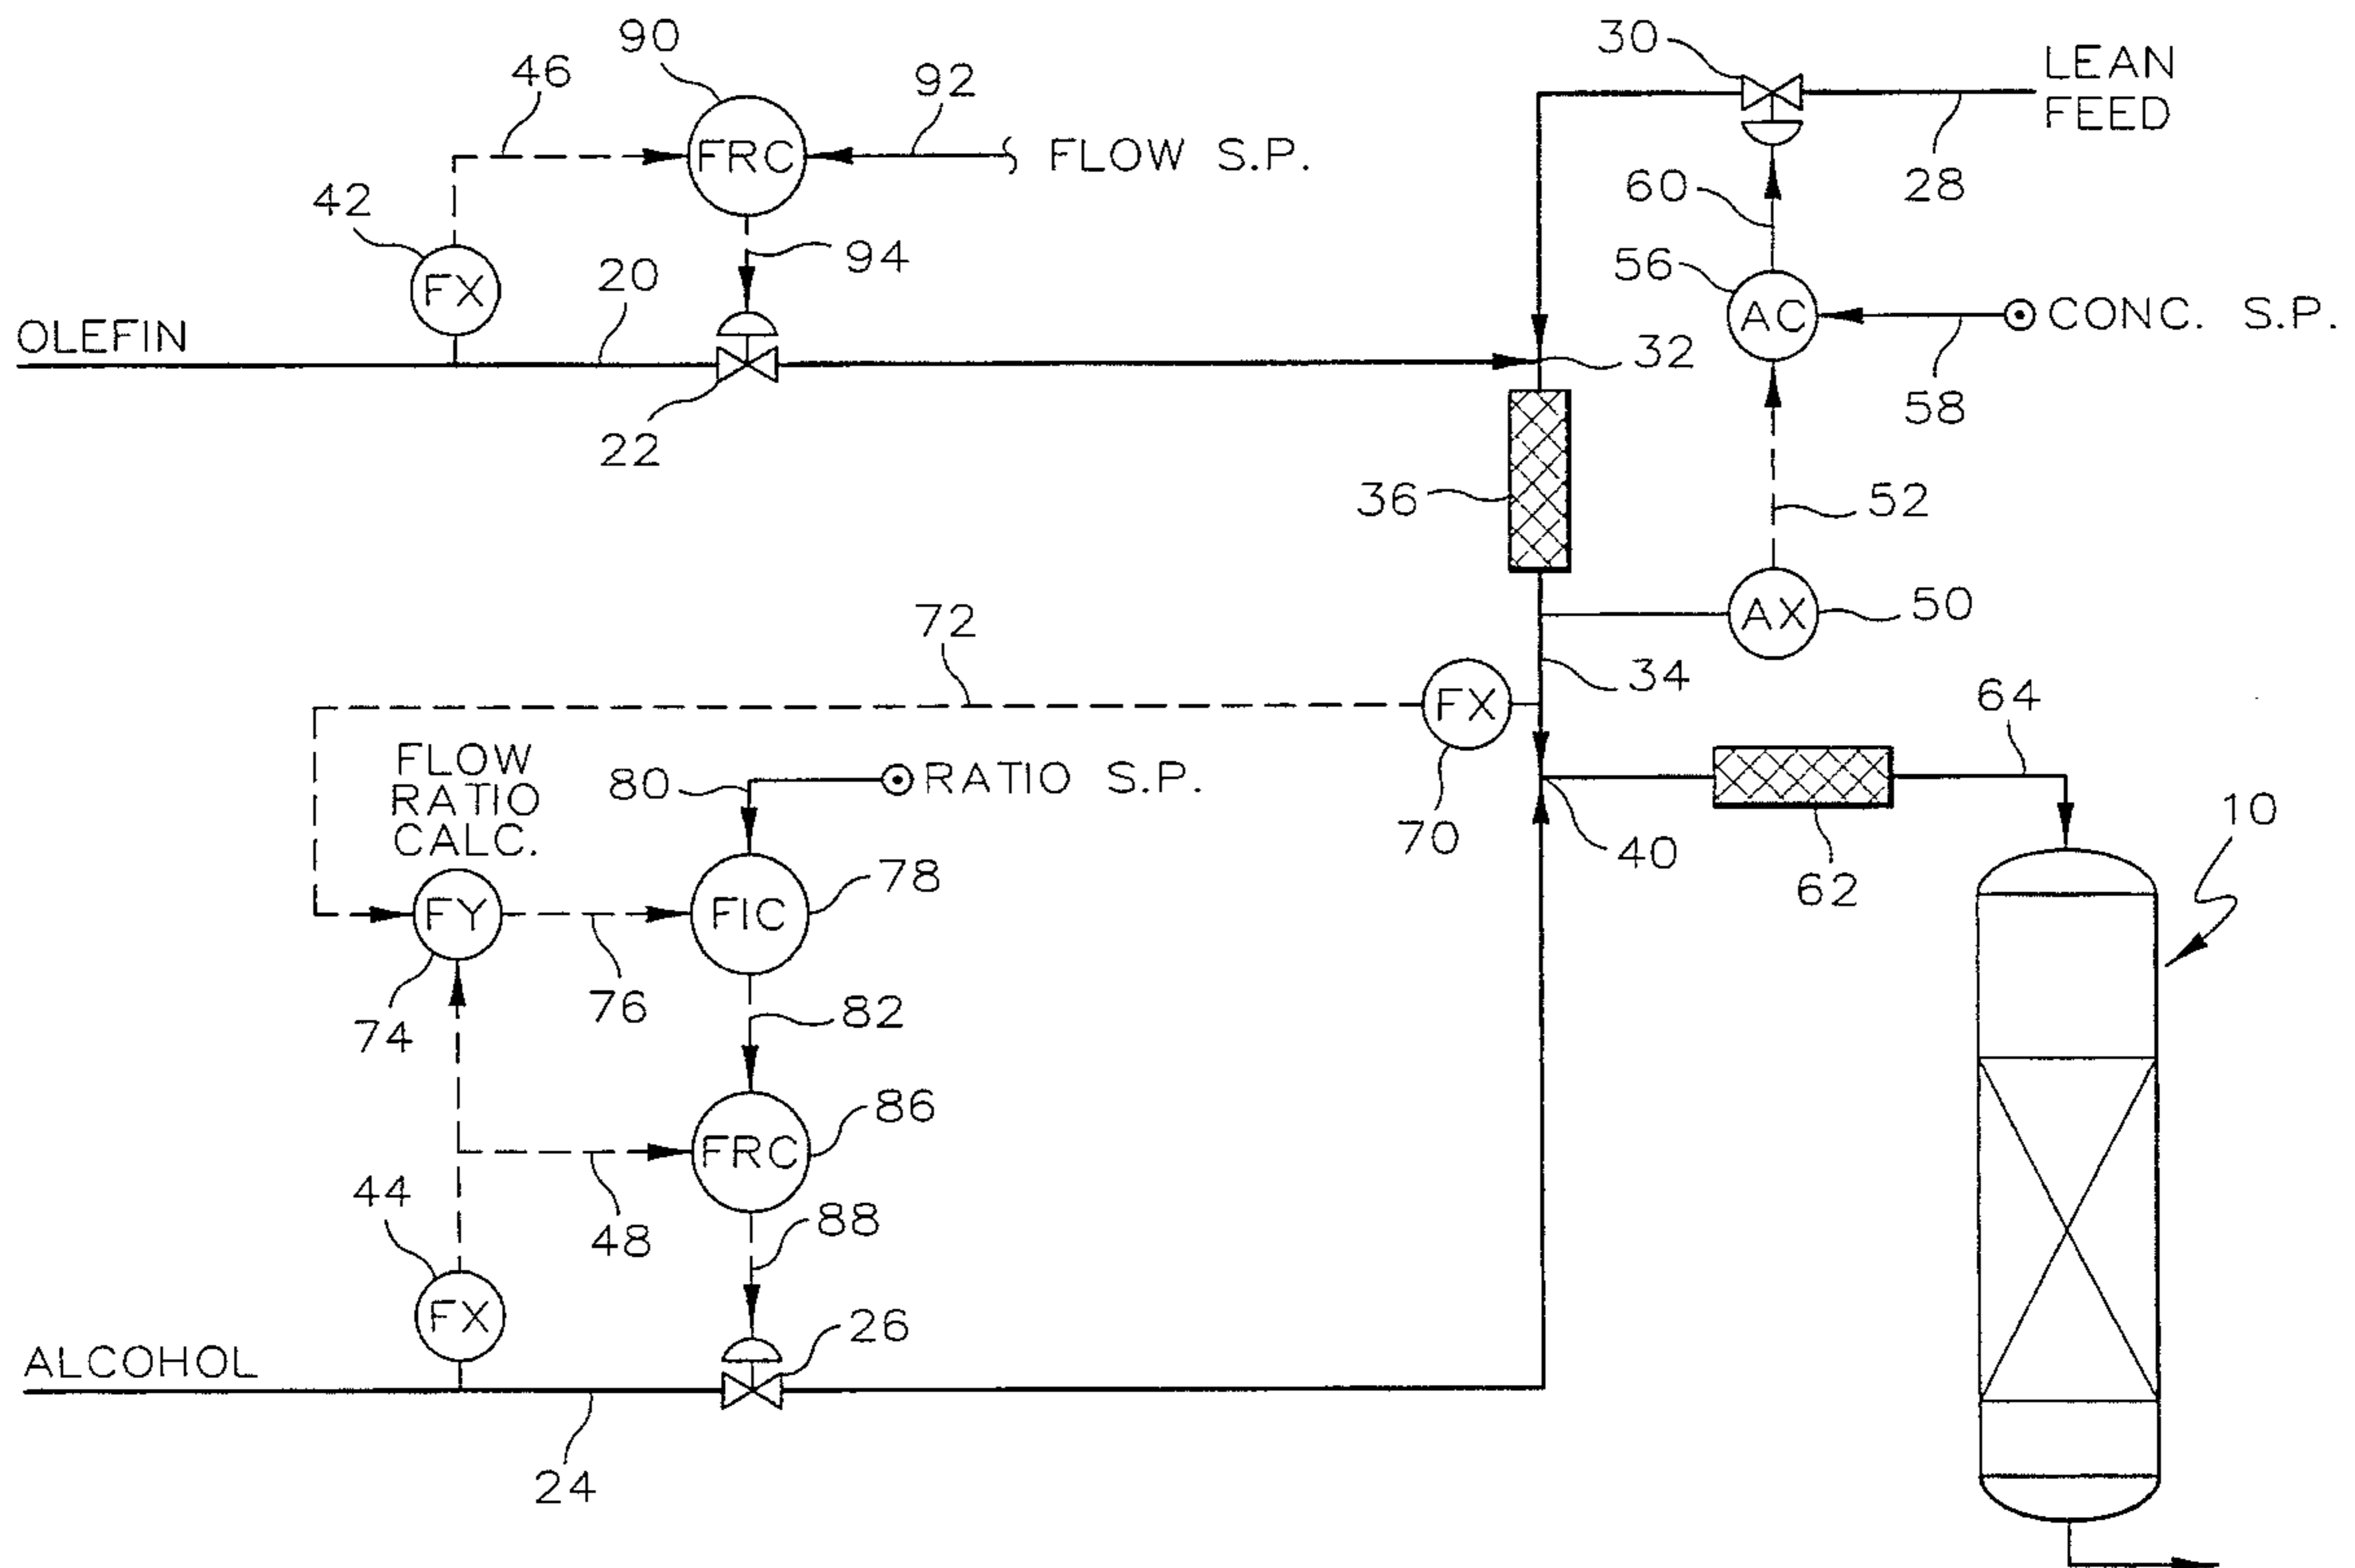 90
46
92
30
LEAN
FEED
FRC
FLOW S.P.
28
42
60
94
56
FX
20
AC
CONC. S.P.
OLEFIN
32
58
22
36
52
72
AX
50
34
FX
64
FLOW
RATIO
CALC.
80
RATIO S.P.
70
40
62
10
78
FY
FIC
76
74
82
86
FRC
44
48
88
FX
26
ALCOHOL
24